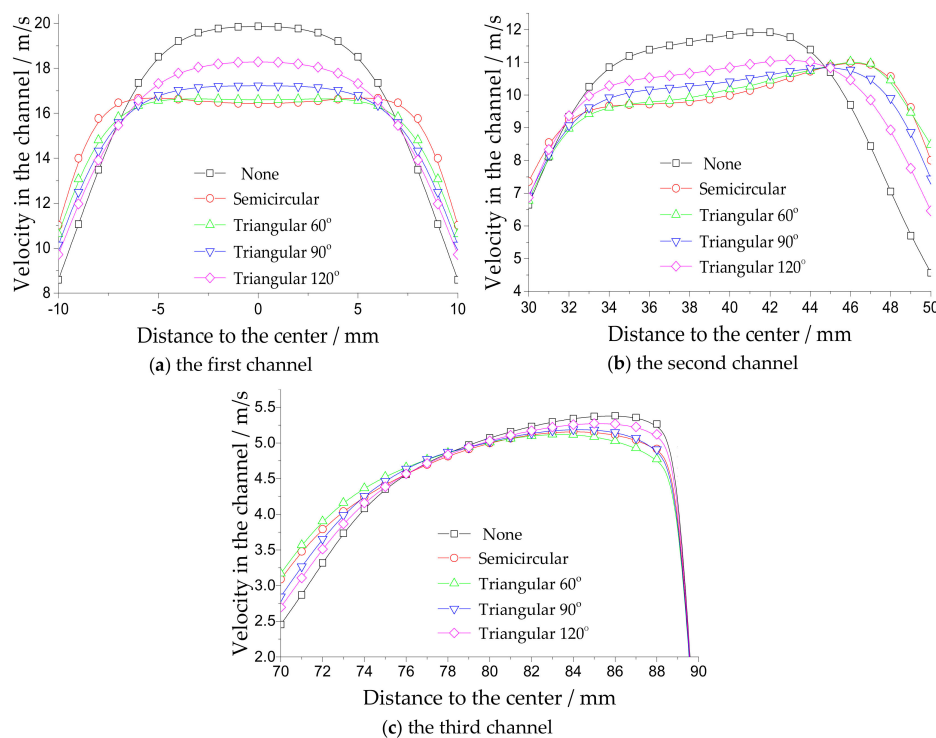 Velocity in the channel / m/s
20
18
16
14
12
10
8
None
Semicircular
Triangular 60°
Triangular 90°
Triangular 120°
-10 -5 0 5 10
Distance to the center / mm
(a) the first channel
Velocity in the channel / m/s
12
11
10
9
8
7
6
5
4
None
Semicircular
Triangular 60°
Triangular 90°
Triangular 120°
30 32 34 36 38 40 42 44 46 48 50
Distance to the center / mm
(b) the second channel
Velocity in the channel / m/s
5.5
5.0
4.5
4.0
3.5
3.0
2.5
2.0
None
Semicircular
Triangular 60°
Triangular 90°
Triangular 120°
70 72 74 76 78 80 82 84 86 88 90
Distance to the center / mm
(c) the third channel